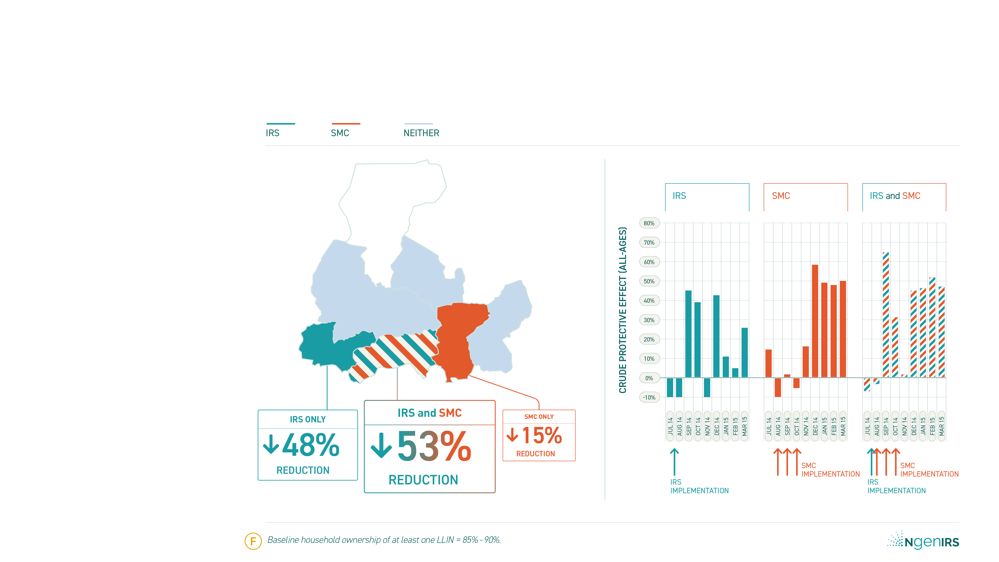 IRS
SMC
NEITHER
IRS ONLY
48%
REDUCTION
IRS and SMC
53%
REDUCTION
SMC ONLY
15%
REDUCTION
CRUDE PROTECTIVE EFFECT (ALL-AGES)
IRS
SMC
IRS and SMC
80%
70%
60%
50%
40%
30%
20%
10%
0%
-10%
JUL 14
AUG 14
SEP 14
OCT 14
NOV 14
DEC 14
JAN 15
FEB 15
MAR 15
JUL 14
AUG 14
SEP 14
OCT 14
NOV 14
DEC 14
JAN 15
FEB 15
MAR 15
JUL 14
AUG 14
SEP 14
OCT 14
NOV 14
DEC 14
JAN 15
FEB 15
MAR 15
IRS
IMPLEMENTATION
SMC
IMPLEMENTATION
IRS
IMPLEMENTATION
SMC
IMPLEMENTATION
F
Baseline household ownership of at least one LLIN = 85% - 90%.
NgenIRS